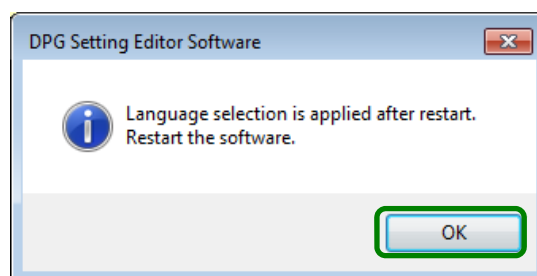 DPG Setting Editor Software
Language selection is applied after restart.
Restart the software.
OK